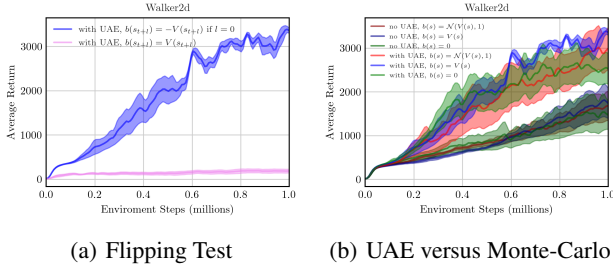 Walker2d
with UAE, b(s_{t+l}) = −V(s_{t+l}) if l = 0
with UAE, b(s_{t+l}) = V(s_{t+l})
3000
2000
1000
0
Average Return
0.0 0.2 0.4 0.6 0.8 1.0
Enviroment Steps (millions)
(a) Flipping Test
Walker2d
no UAE, b(s) = N(V(s), 1)
no UAE, b(s) = V(s)
no UAE, b(s) = 0
with UAE, b(s) = N(V(s), 1)
with UAE, b(s) = V(s)
with UAE, b(s) = 0
3000
2000
1000
0
Average Return
0.0 0.2 0.4 0.6 0.8 1.0
Enviroment Steps (millions)
(b) UAE versus Monte-Carlo